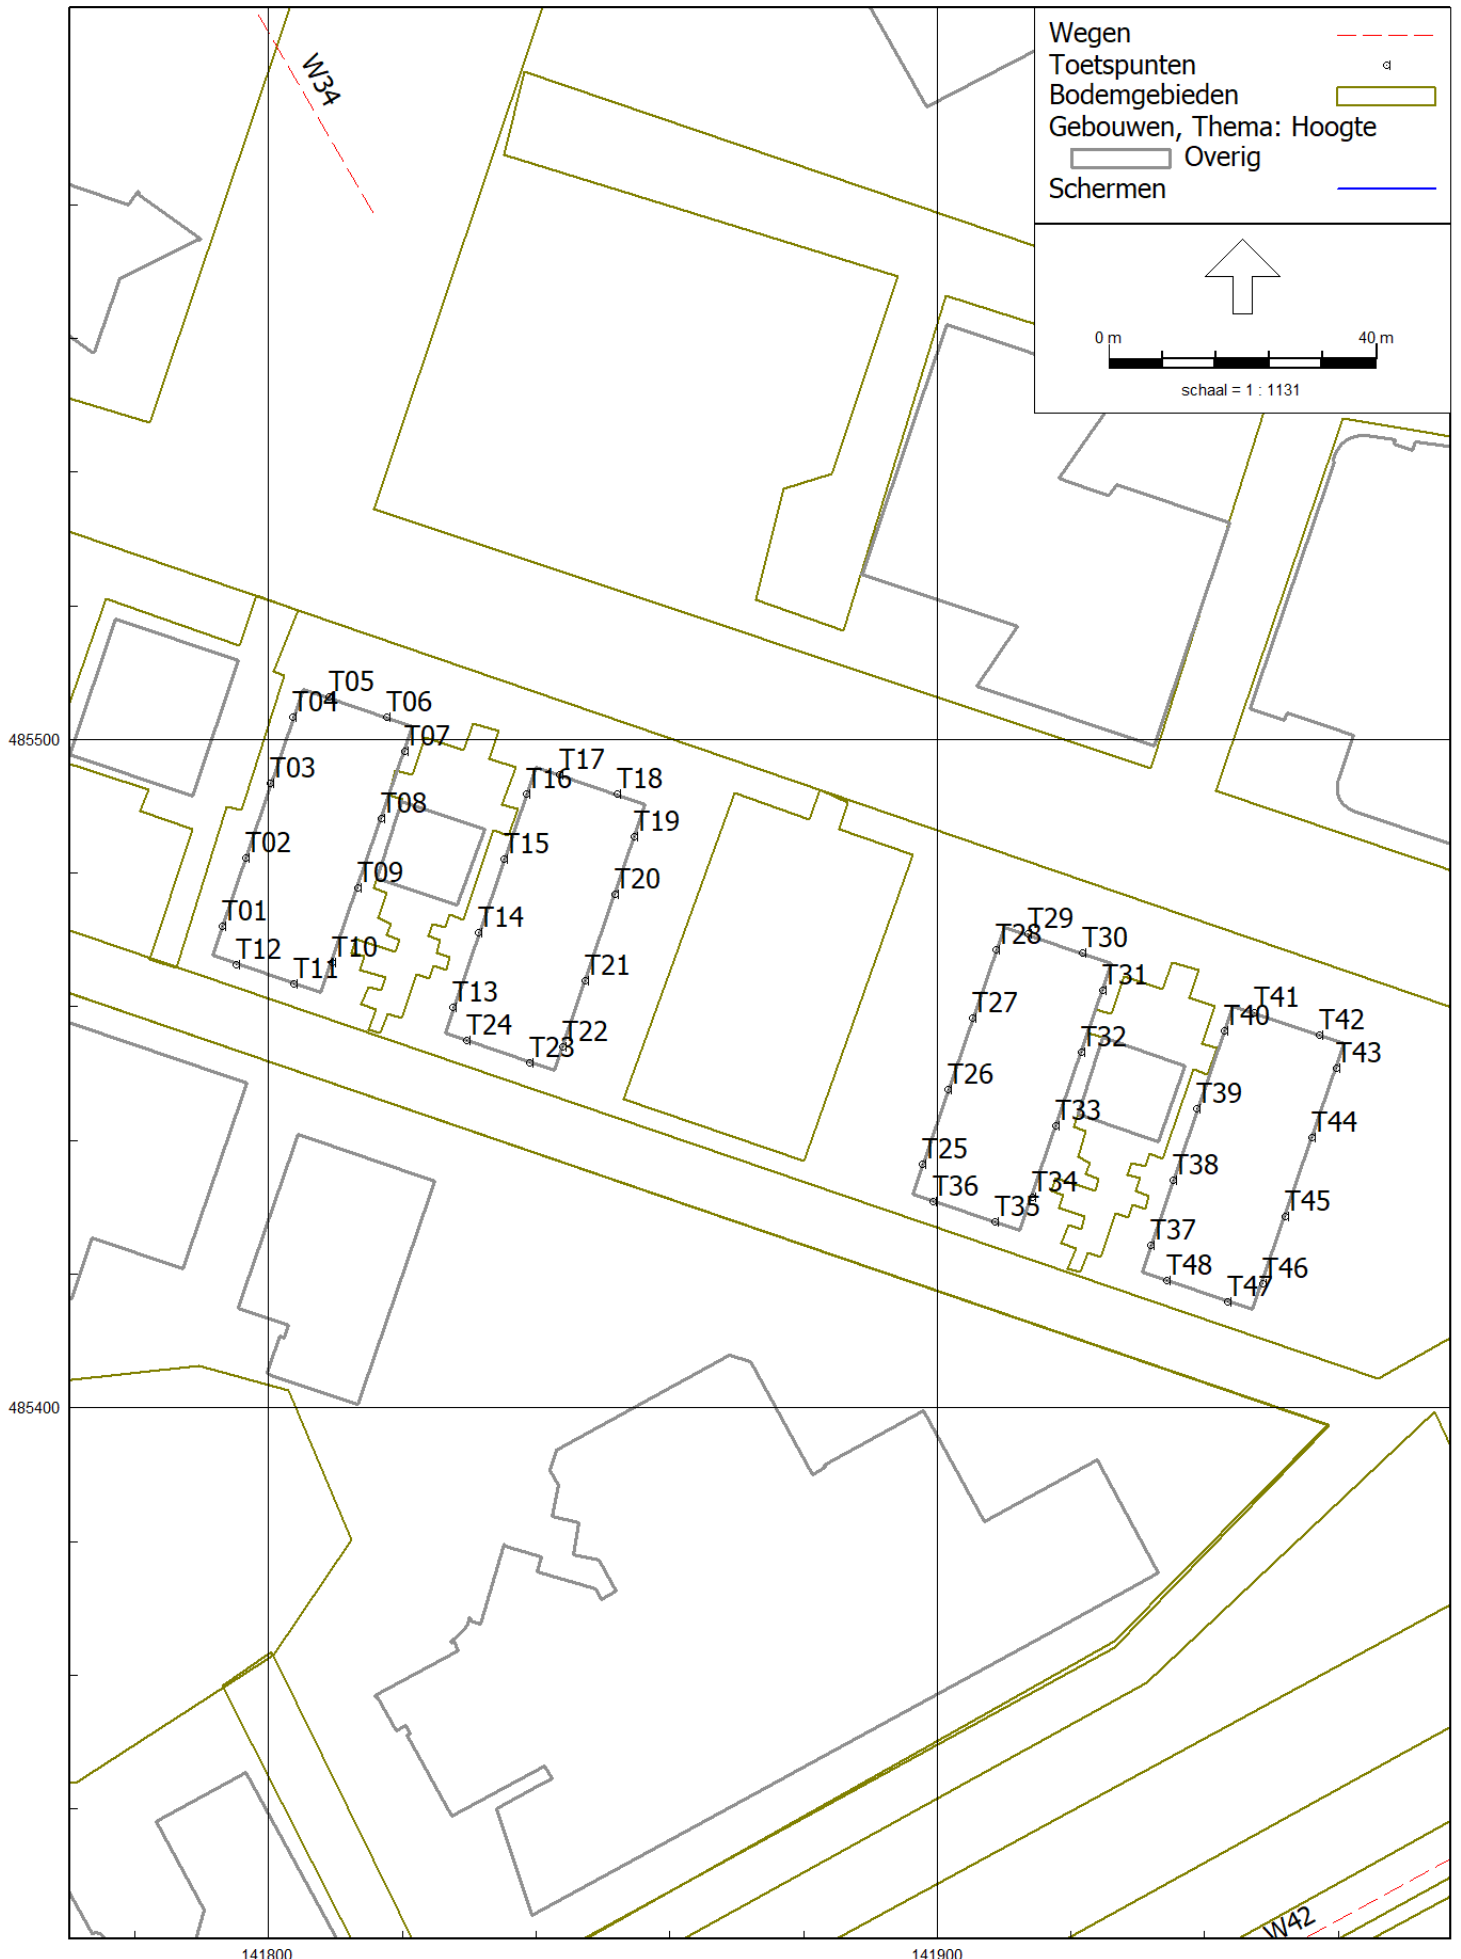 Wegen
Toetspunten
Bodemgebieden
Gebouwen, Thema: Hoogte
Overig
Schermen
0 m
40 m
schaal = 1 : 1131
W34
T05
T04
T06
T07
T03
T08
T02
T09
T01
T12
T10
T11
T17
T16
T18
T19
T15
T20
T14
T21
T13
T24
T22
T23
T29
T28
T30
T31
T27
T32
T26
T33
T25
T36
T34
T35
T41
T40
T42
T43
T39
T44
T38
T45
T37
T48
T46
T47
485500
485400
W42
141800
141900